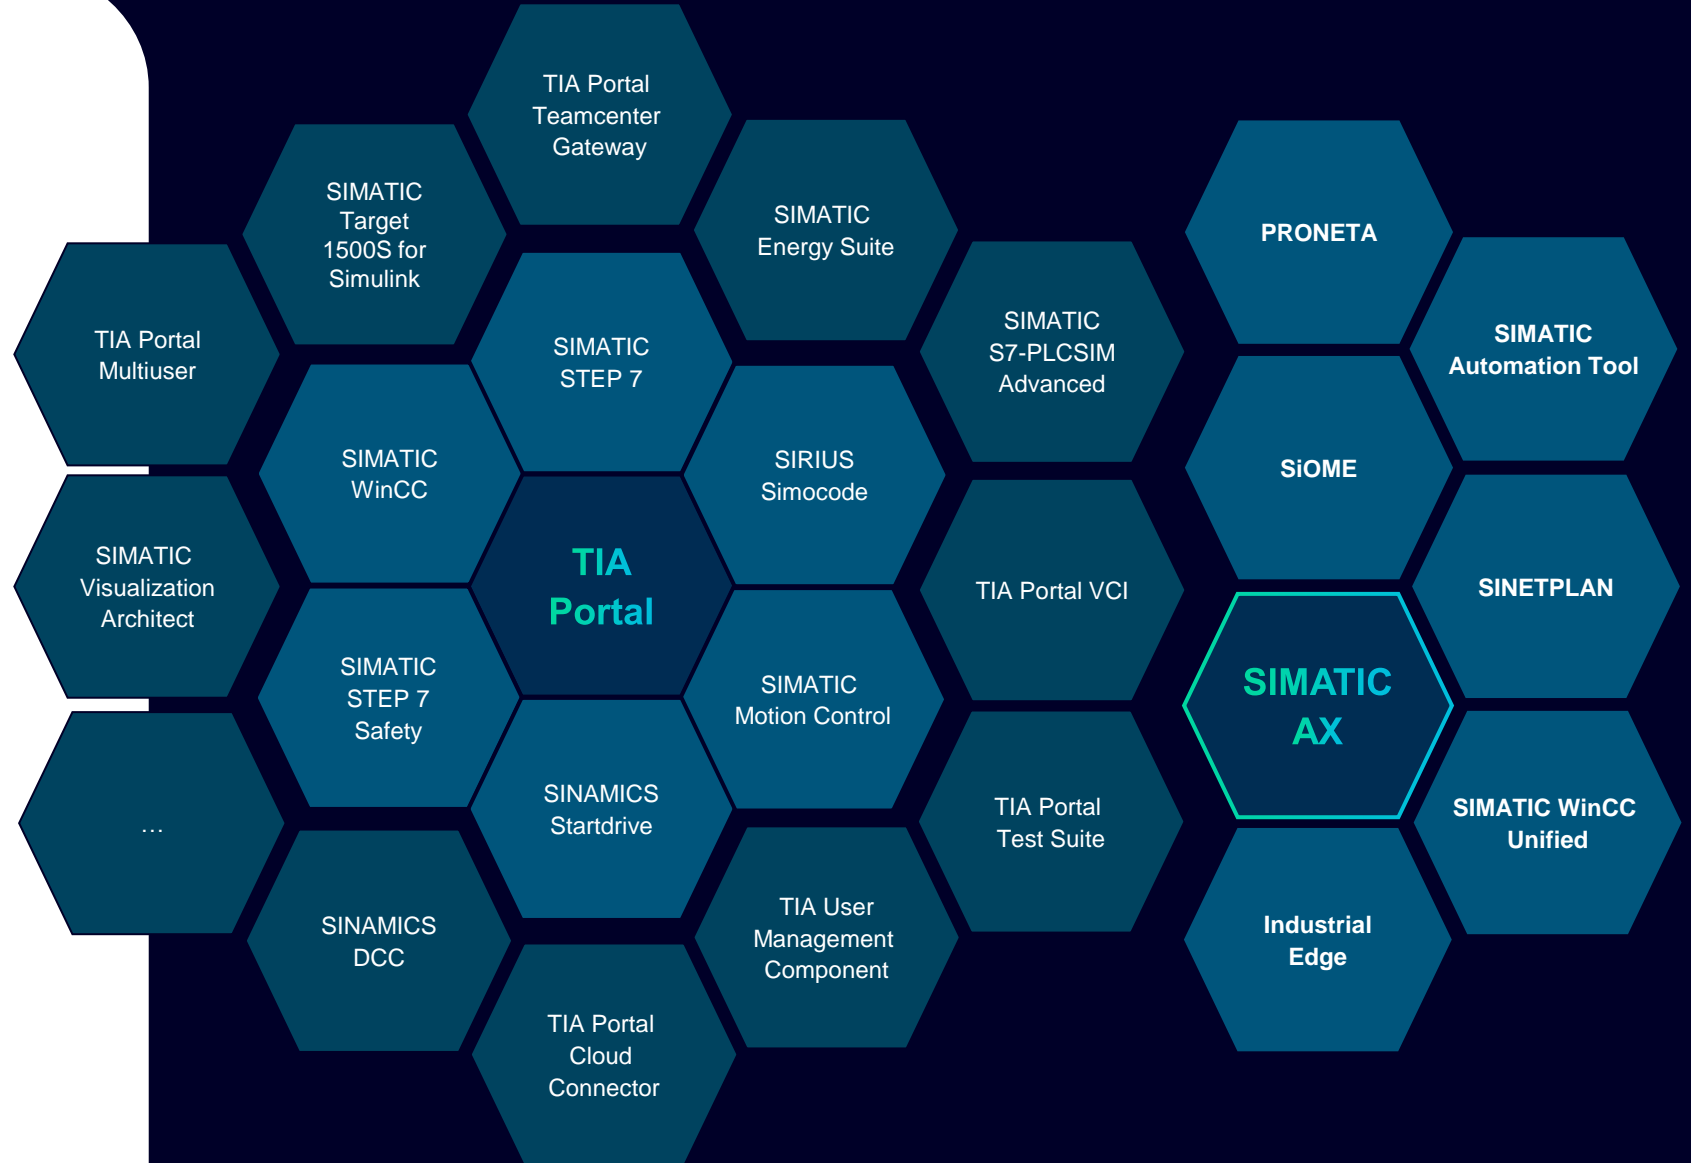 TIA Portal
Teamcenter
Gateway
SIMATIC
Target
1500S for
Simulink
SIMATIC
Energy Suite
PRONETA
TIA Portal
Multiuser
SIMATIC
STEP 7
SIMATIC
S7-PLCSIM
Advanced
SIMATIC
Automation Tool
SIMATIC
WinCC
SIRIUS
Simocode
SiOME
SIMATIC
Visualization
Architect
TIA
Portal
TIA Portal VCI
SINETPLAN
SIMATIC
STEP 7
Safety
SIMATIC
Motion Control
SIMATIC
AX
…
SINAMICS
Startdrive
TIA Portal
Test Suite
SIMATIC WinCC
Unified
SINAMICS
DCC
TIA User
Management
Component
Industrial
Edge
TIA Portal
Cloud
Connector